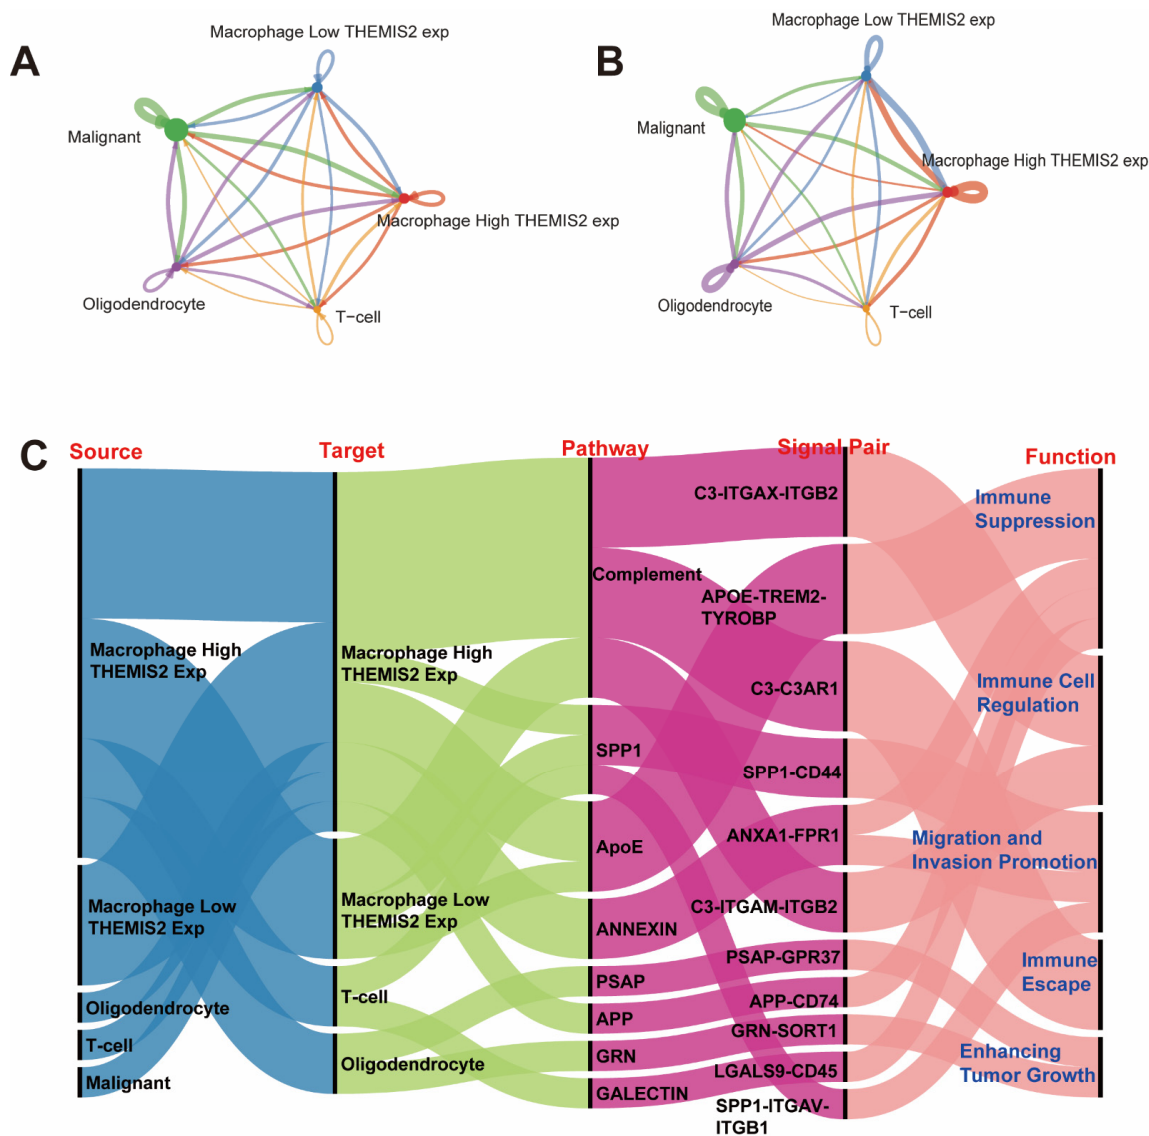 A
Macrophage Low THEMIS2 exp
Malignant
Macrophage High THEMIS2 exp
Oligodendrocyte
T−cell
B
Macrophage Low THEMIS2 exp
Malignant
Macrophage High THEMIS2 exp
Oligodendrocyte
T−cell
C
Source
Target
Pathway
Signal Pair
Function
Macrophage High
THEMIS2 Exp
Macrophage Low
THEMIS2 Exp
Oligodendrocyte
T-cell
Malignant
Macrophage High
THEMIS2 Exp
Macrophage Low
THEMIS2 Exp
T-cell
Oligodendrocyte
Complement
SPP1
ApoE
ANNEXIN
PSAP
APP
GRN
GALECTIN
C3-ITGAX-ITGB2
APOE-TREM2-
TYROBP
C3-C3AR1
SPP1-CD44
ANXA1-FPR1
C3-ITGAM-ITGB2
PSAP-GPR37
APP-CD74
GRN-SORT1
LGALS9-CD45
SPP1-ITGAV-
ITGB1
Immune
Suppression
Immune Cell
Regulation
Migration and
Invasion Promotion
Immune
Escape
Enhancing
Tumor Growth